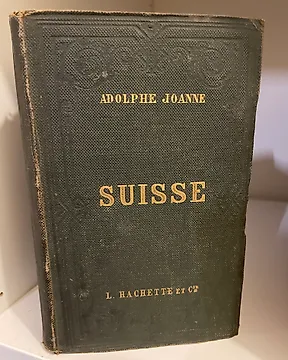 ADOLPHE JOANNE
SUISSE
L. HACHETTE ET Cie